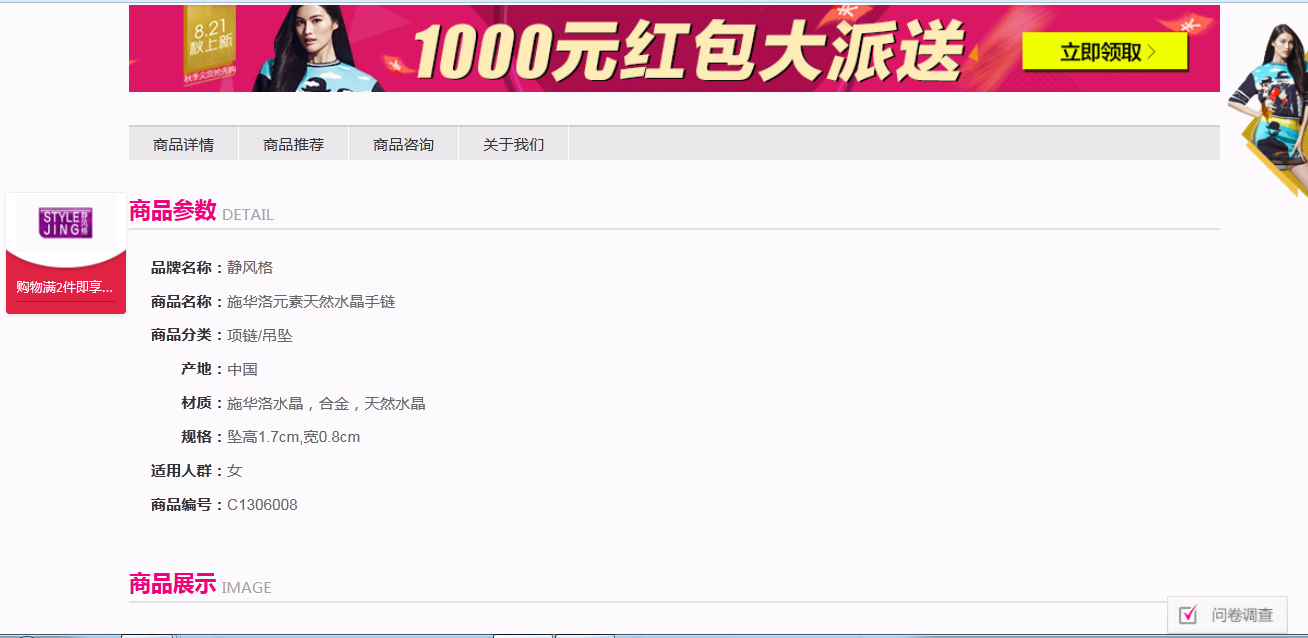 8.21
秋上新
秋季尖货抢先购
1000元红包大派送
立即领取 >
商品详情
商品推荐
商品咨询
关于我们
STYLE
JING
静风格
购物满2件即享...
商品参数 DETAIL
品牌名称：静风格
商品名称：施华洛元素天然水晶手链
商品分类：项链/吊坠
产地：中国
材质：施华洛水晶，合金，天然水晶
规格：坠高1.7cm,宽0.8cm
适用人群：女
商品编号：C1306008
商品展示 IMAGE
问卷调查